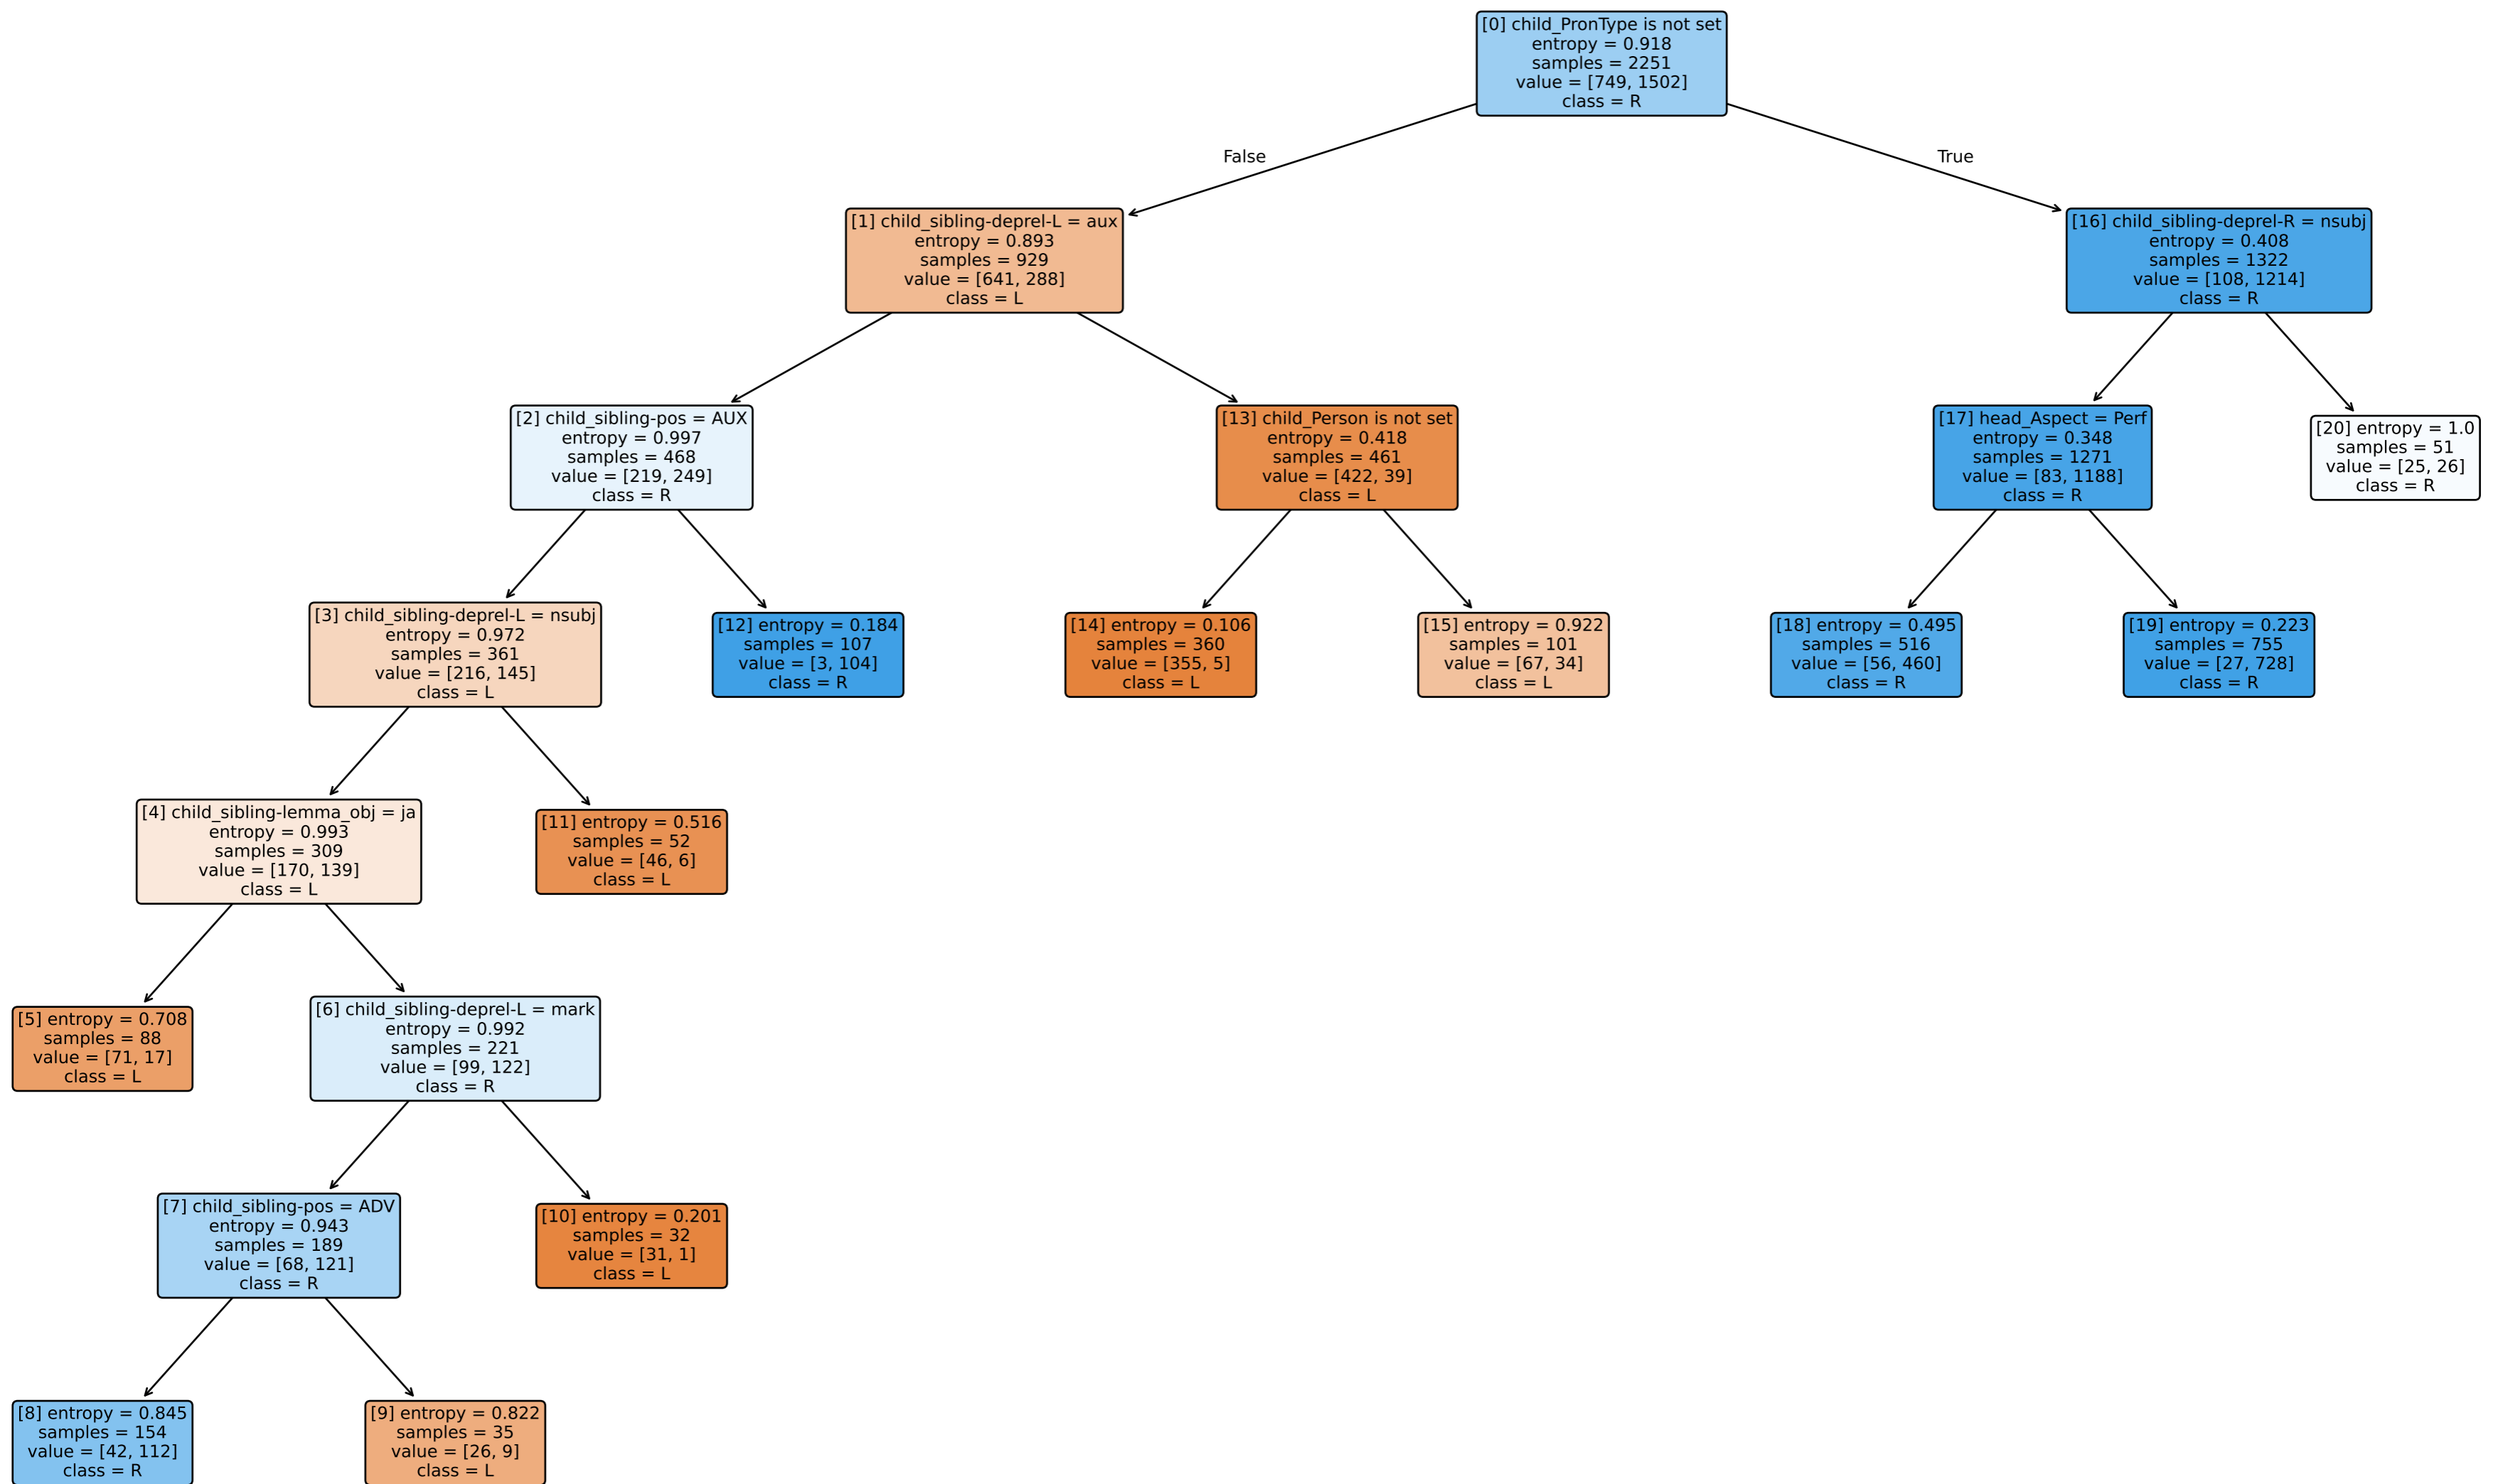 [0] child_PronType is not set
entropy = 0.918
samples = 2251
value = [749, 1502]
class = R
False
True
[1] child_sibling-deprel-L = aux
entropy = 0.893
samples = 929
value = [641, 288]
class = L
[16] child_sibling-deprel-R = nsubj
entropy = 0.408
samples = 1322
value = [108, 1214]
class = R
[2] child_sibling-pos = AUX
entropy = 0.997
samples = 468
value = [219, 249]
class = R
[13] child_Person is not set
entropy = 0.418
samples = 461
value = [422, 39]
class = L
[17] head_Aspect = Perf
entropy = 0.348
samples = 1271
value = [83, 1188]
class = R
[20] entropy = 1.0
samples = 51
value = [25, 26]
class = R
[3] child_sibling-deprel-L = nsubj
entropy = 0.972
samples = 361
value = [216, 145]
class = L
[12] entropy = 0.184
samples = 107
value = [3, 104]
class = R
[14] entropy = 0.106
samples = 360
value = [355, 5]
class = L
[15] entropy = 0.922
samples = 101
value = [67, 34]
class = L
[18] entropy = 0.495
samples = 516
value = [56, 460]
class = R
[19] entropy = 0.223
samples = 755
value = [27, 728]
class = R
[4] child_sibling-lemma_obj = ja
entropy = 0.993
samples = 309
value = [170, 139]
class = L
[11] entropy = 0.516
samples = 52
value = [46, 6]
class = L
[5] entropy = 0.708
samples = 88
value = [71, 17]
class = L
[6] child_sibling-deprel-L = mark
entropy = 0.992
samples = 221
value = [99, 122]
class = R
[7] child_sibling-pos = ADV
entropy = 0.943
samples = 189
value = [68, 121]
class = R
[10] entropy = 0.201
samples = 32
value = [31, 1]
class = L
[8] entropy = 0.845
samples = 154
value = [42, 112]
class = R
[9] entropy = 0.822
samples = 35
value = [26, 9]
class = L